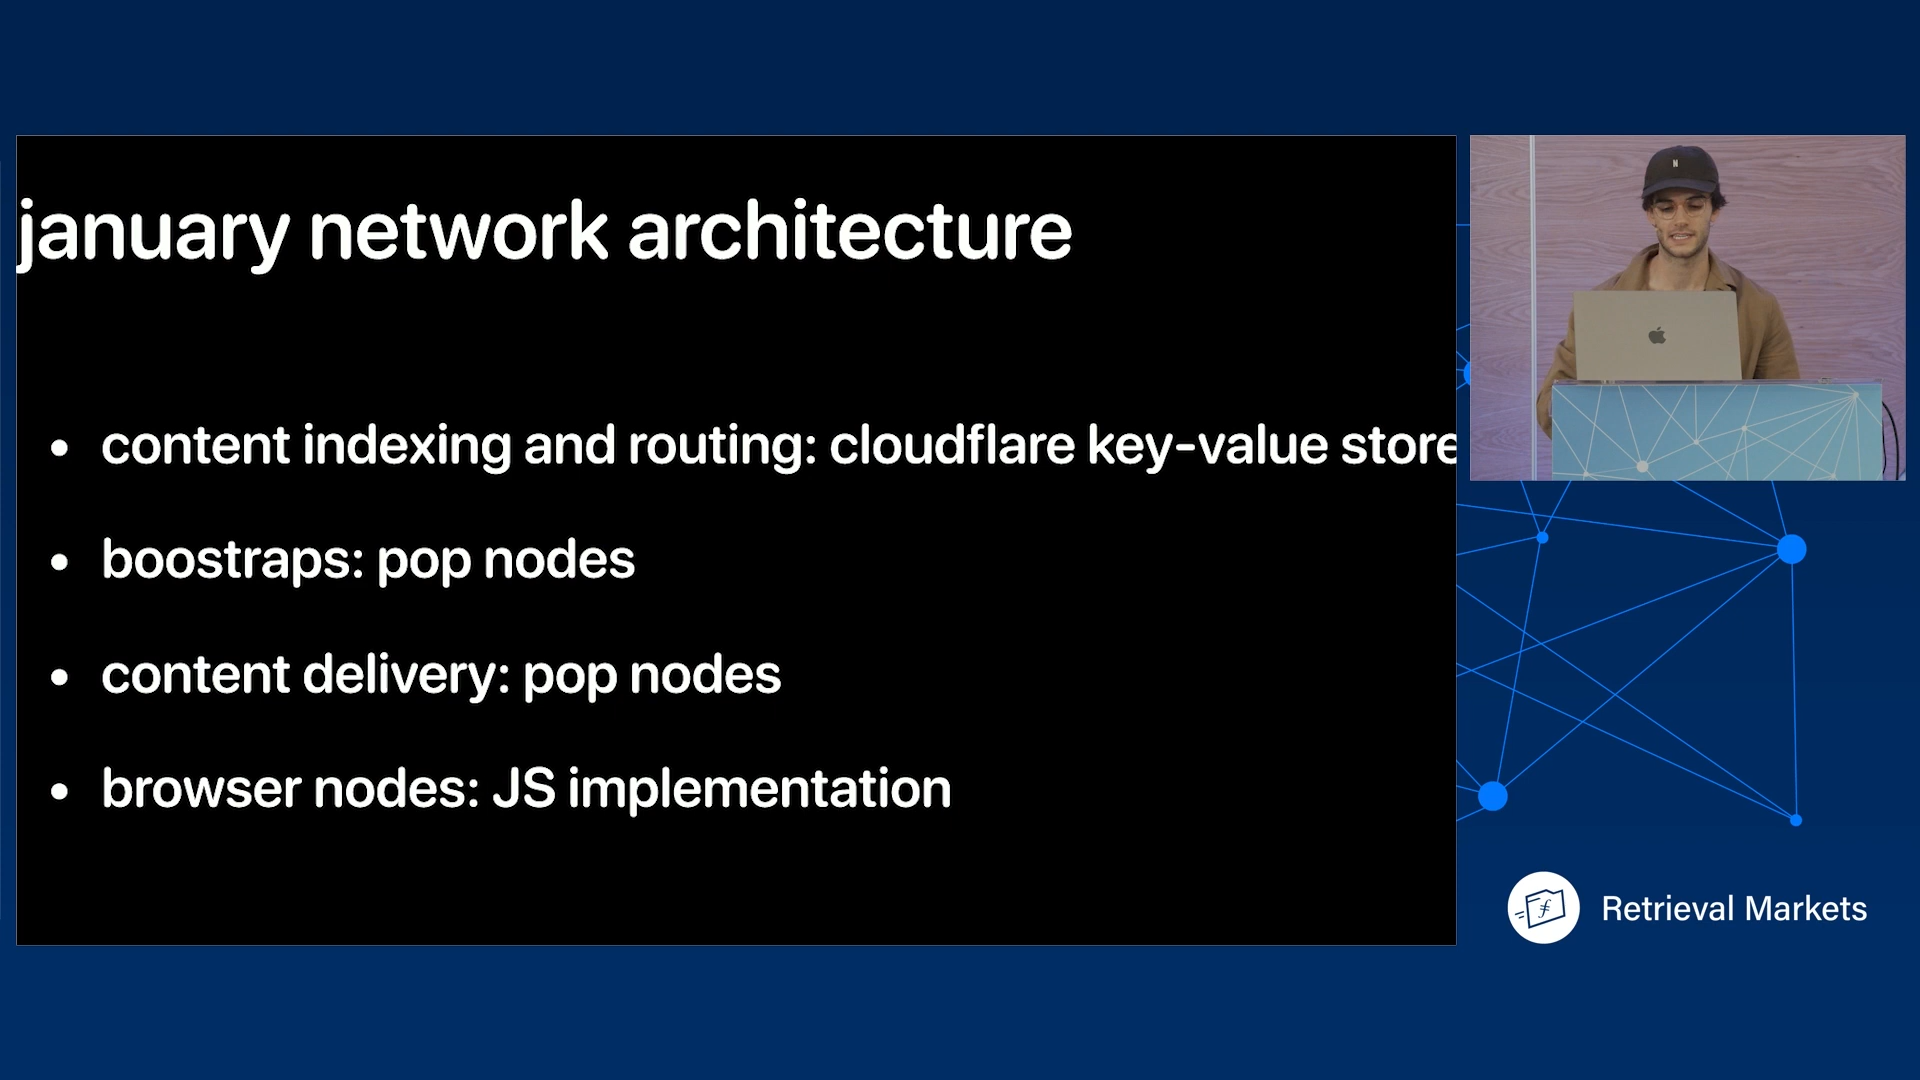 january network architecture
• content indexing and routing: cloudflare key-value store
• boostraps: pop nodes
• content delivery: pop nodes
• browser nodes: JS implementation
N
Retrieval Markets